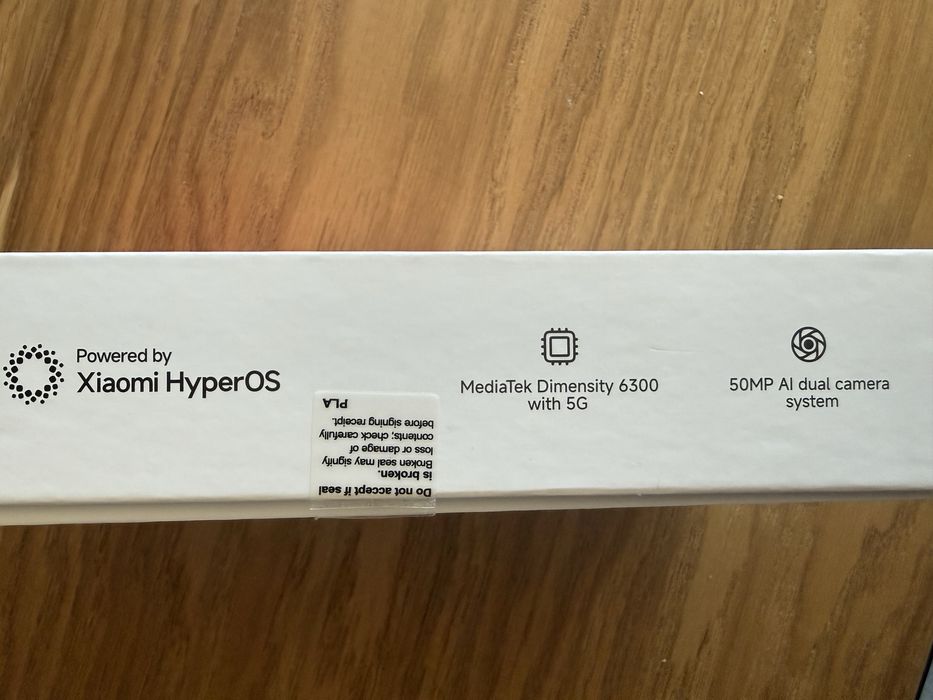 Powered by
Xiaomi HyperOS
MediaTek Dimensity 6300
with 5G
50MP AI dual camera
system
Do not accept if seal
is broken.
Broken seal may signify
loss or damage of
contents; check carefully
before signing receipt.
PLA